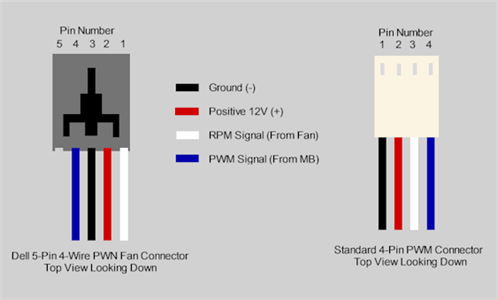 Pin Number
5 4 3 2 1
Pin Number
1 2 3 4
Ground (-)
Positive 12V (+)
RPM Signal (From Fan)
PWM Signal (From MB)
Dell 5-Pin 4-Wire PWN Fan Connector
Top View Looking Down
Standard 4-Pin PWM Connector
Top View Looking Down